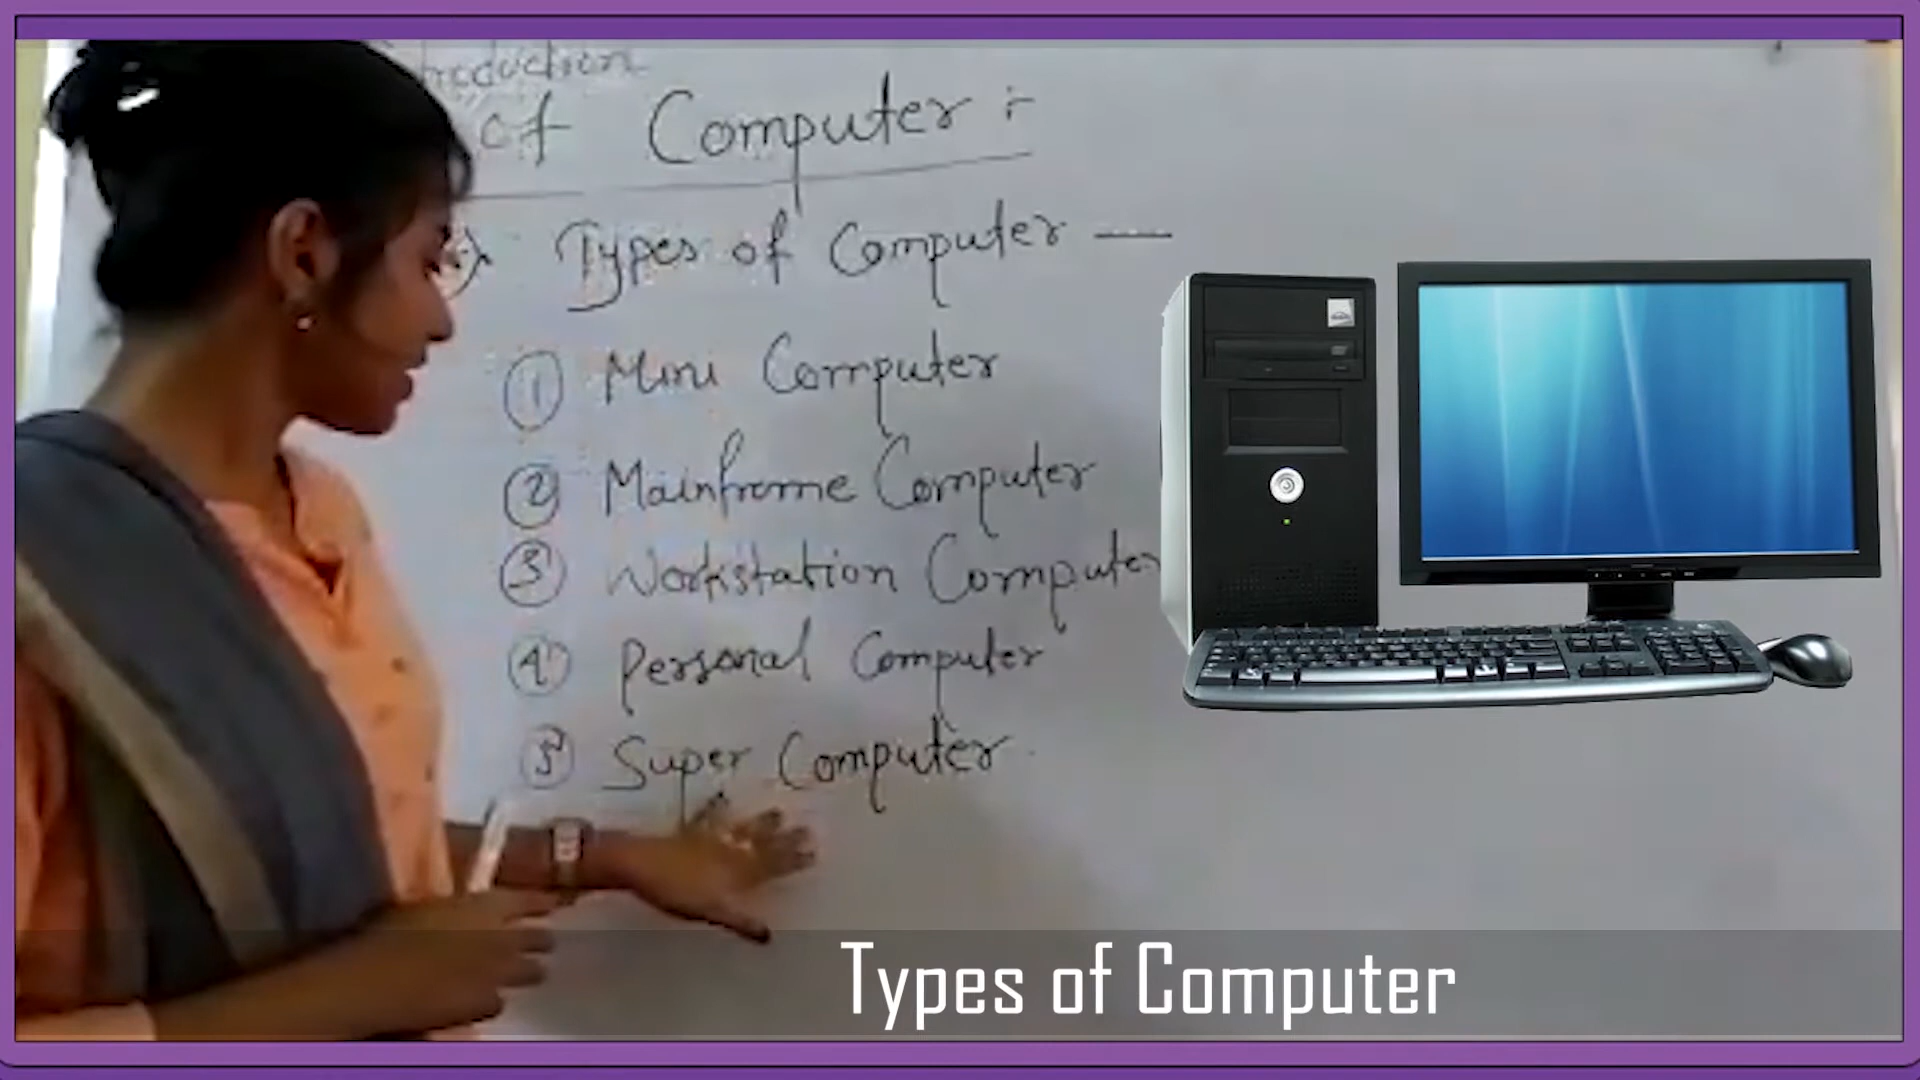 troduction
of Computer :-
Types of Computer —
① Mini Computer
② Mainframe Computer
③ Workstation Computer
④ Personal Computer
⑤ Super Computer
Types of Computer